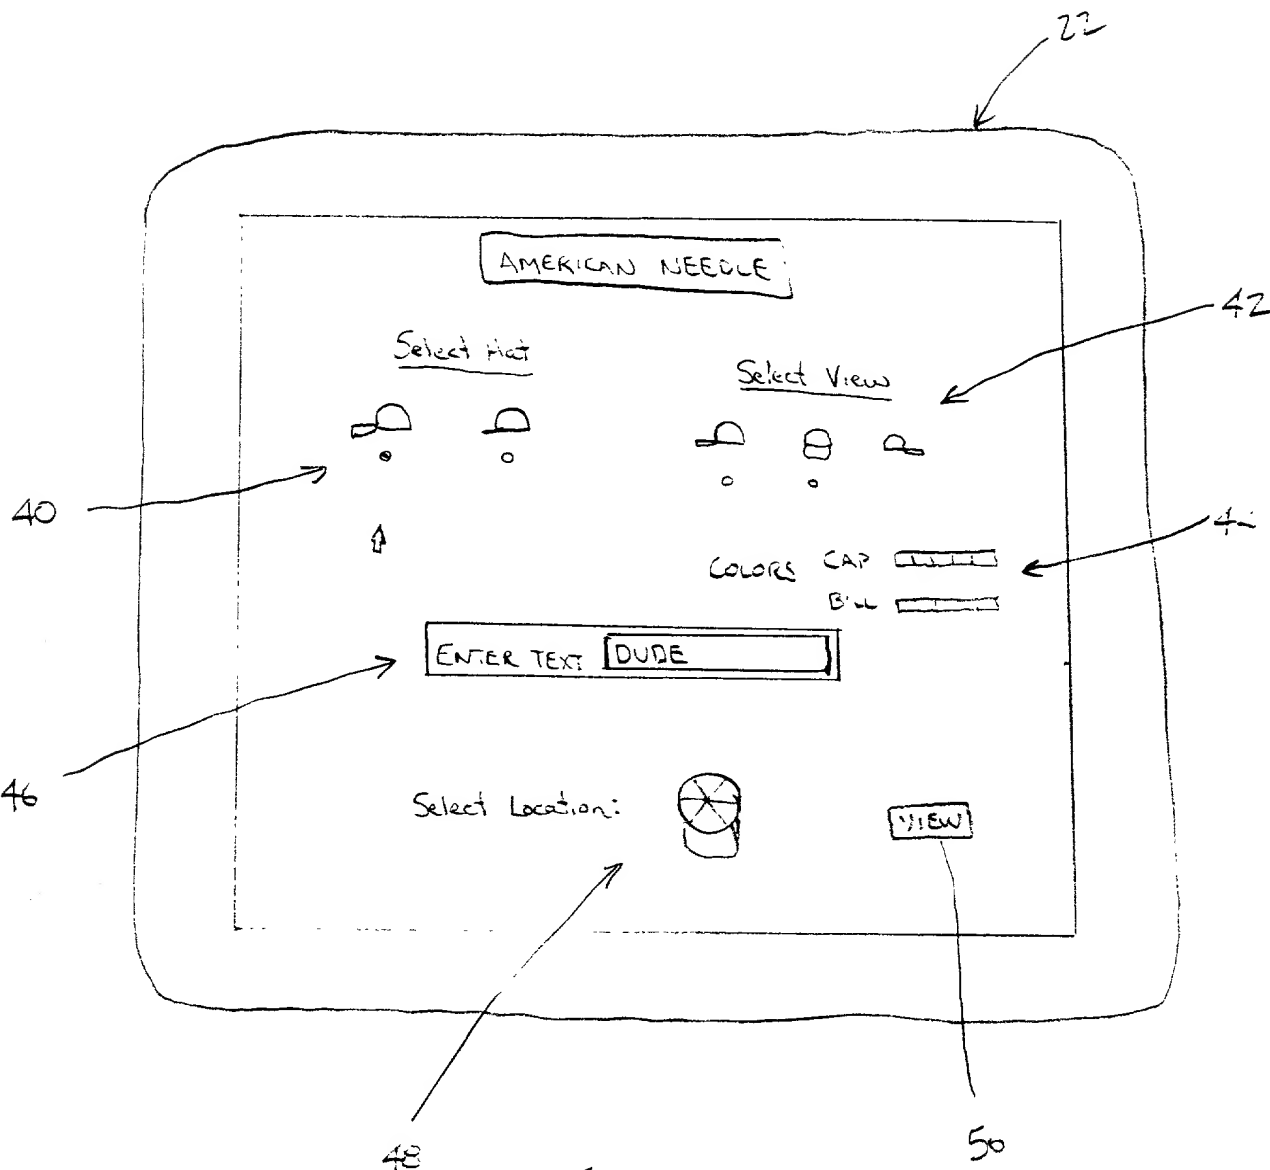 22
AMERICAN NEEDLE
42
Select Hat
Select View
40
COLORS CAP
BILL
ENTER TEXT DUDE
46
Select Location:
VIEW
48
50